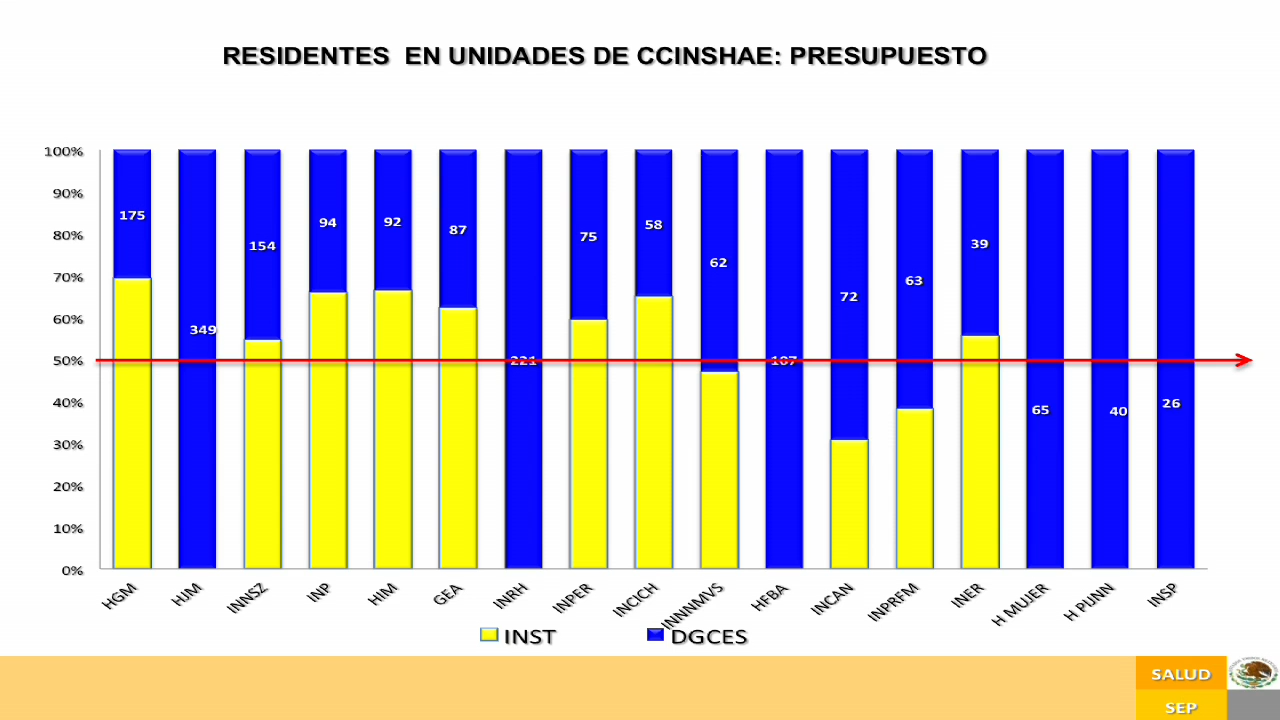 RESIDENTES EN UNIDADES DE CCINSHAE: PRESUPUESTO
100%
90%
80%
70%
60%
50%
40%
30%
20%
10%
0%
175
349
154
94
92
87
221
75
58
62
107
72
63
39
65
40
26
HGM
HJM
INNSZ
INP
HIM
GEA
INRH
INPER
INCICH
INNNMVS
HFBA
INCAN
INPRFM
INER
H MUJER
H PIJNN
INSP
INST
DGCES
SALUD
SEP